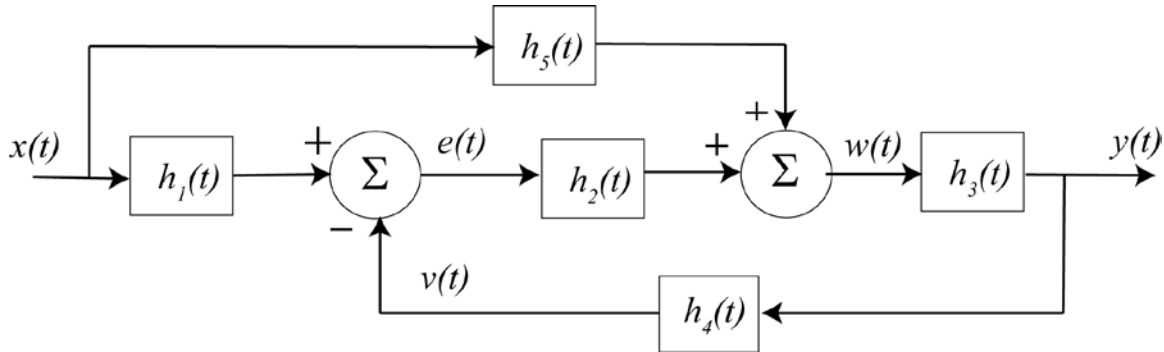 h₅(t)
+
x(t) h₁(t) + Σ e(t) h₂(t) + Σ w(t) h₃(t) y(t)
−
v(t)
h₄(t)